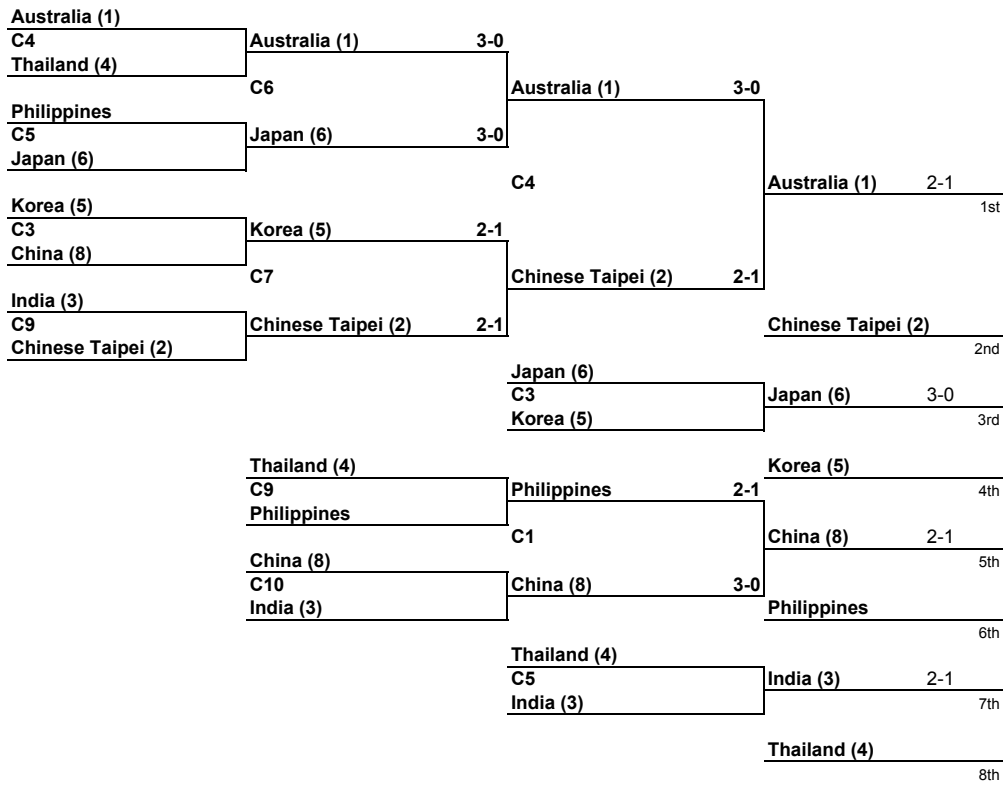 Australia (1)
C4 Australia (1) 3-0
Thailand (4)
C6 Australia (1) 3-0
Philippines
C5 Japan (6) 3-0
Japan (6)
C4 Australia (1) 2-1
1st
Korea (5)
C3 Korea (5) 2-1
China (8)
C7 Chinese Taipei (2) 2-1
India (3)
C9 Chinese Taipei (2) 2-1 Chinese Taipei (2)
Chinese Taipei (2)
2nd
Japan (6)
C3 Japan (6) 3-0
Korea (5)
3rd
Thailand (4) Korea (5)
C9 Philippines 2-1
4th
Philippines
C1 China (8) 2-1
5th
China (8)
C10 China (8) 3-0
India (3) Philippines
6th
Thailand (4)
C5 India (3) 2-1
India (3)
7th
Thailand (4)
8th